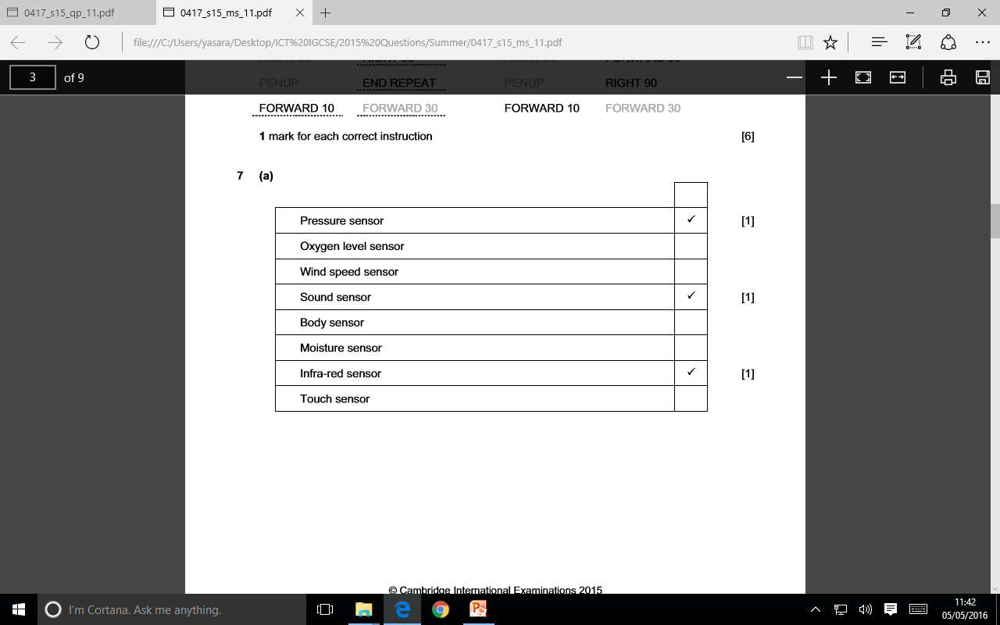 0417_s15_qp_11.pdf 0417_s15_ms_11.pdf
file:///C:/Users/yasara/Desktop/ICT%20IGCSE/2015%20Questions/Summer/0417_s15_ms_11.pdf
3 of 9
PENUP END REPEAT PENUP RIGHT 90
FORWARD 10 FORWARD 30 FORWARD 10 FORWARD 30
1 mark for each correct instruction [6]
7 (a)
Pressure sensor ✓ [1]
Oxygen level sensor
Wind speed sensor
Sound sensor ✓ [1]
Body sensor
Moisture sensor
Infra-red sensor ✓ [1]
Touch sensor
© Cambridge International Examinations 2015
I'm Cortana. Ask me anything.
11:42
05/05/2016